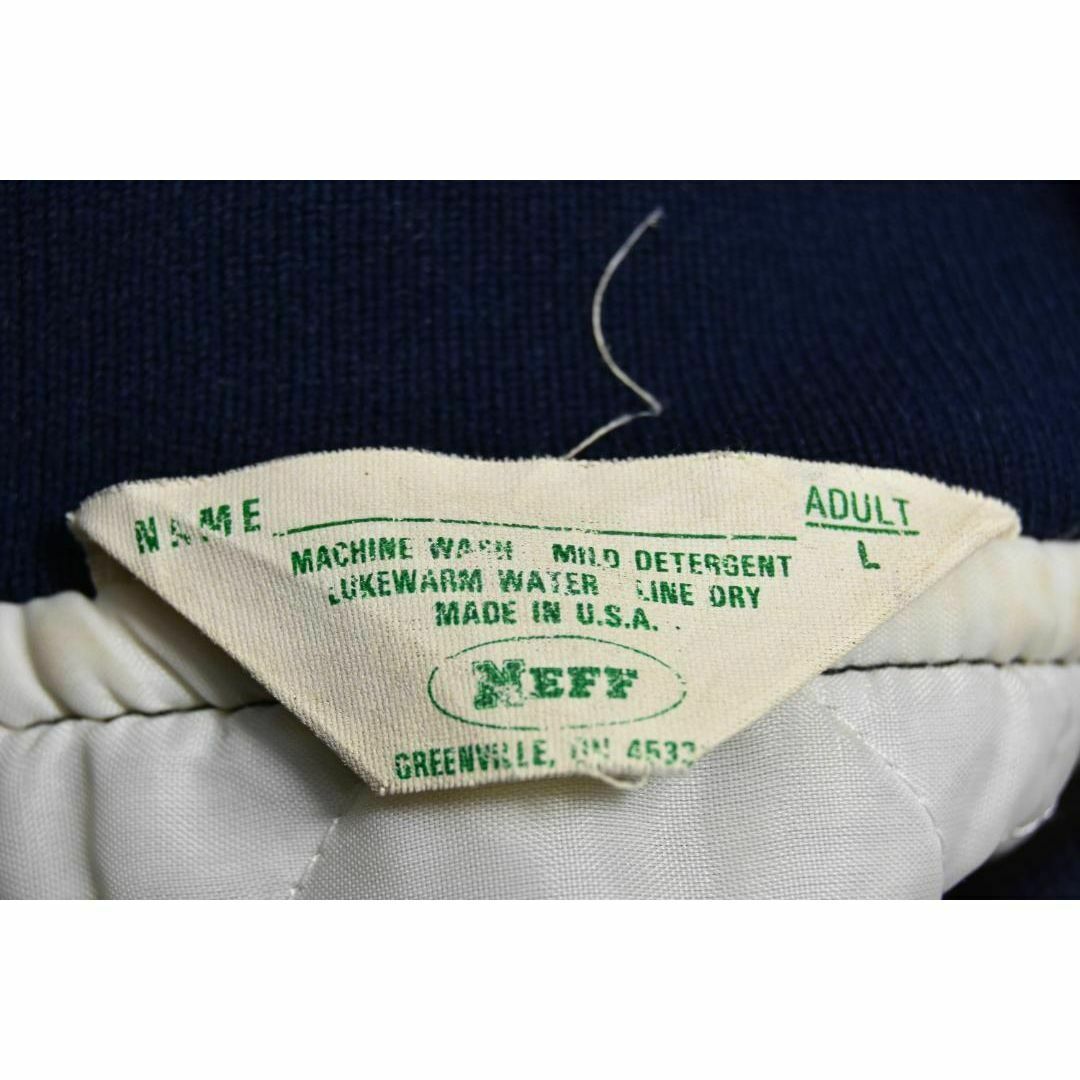 NAME ADULT
L
MACHINE WASH MILD DETERGENT
LUKEWARM WATER LINE DRY
MADE IN U.S.A.
NEFF
GREENVILLE,